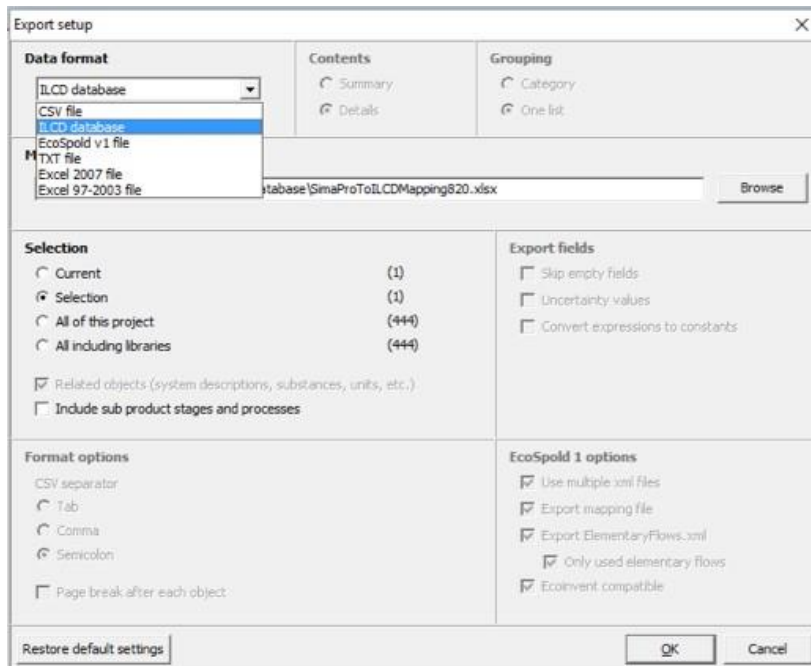 Export setup
Data format
ILCD database
CSV file
ILCD database
EcoSpold v1 file
TXT file
Excel 2007 file
Excel 97-2003 file
Contents
Summary
Details
Grouping
Category
One list
M
atabase\SimaProToILCDMapping820.xlsx
Browse
Selection
Current (1)
Selection (1)
All of this project (444)
All including libraries (444)
Related objects (system descriptions, substances, units, etc.)
Include sub product stages and processes
Export fields
Skip empty fields
Uncertainty values
Convert expressions to constants
Format options
CSV separator
Tab
Comma
Semicolon
Page break after each object
EcoSpold 1 options
Use multiple xml files
Export mapping file
Export ElementaryFlows.xml
Only used elementary flows
Ecoinvent compatible
Restore default settings
OK
Cancel